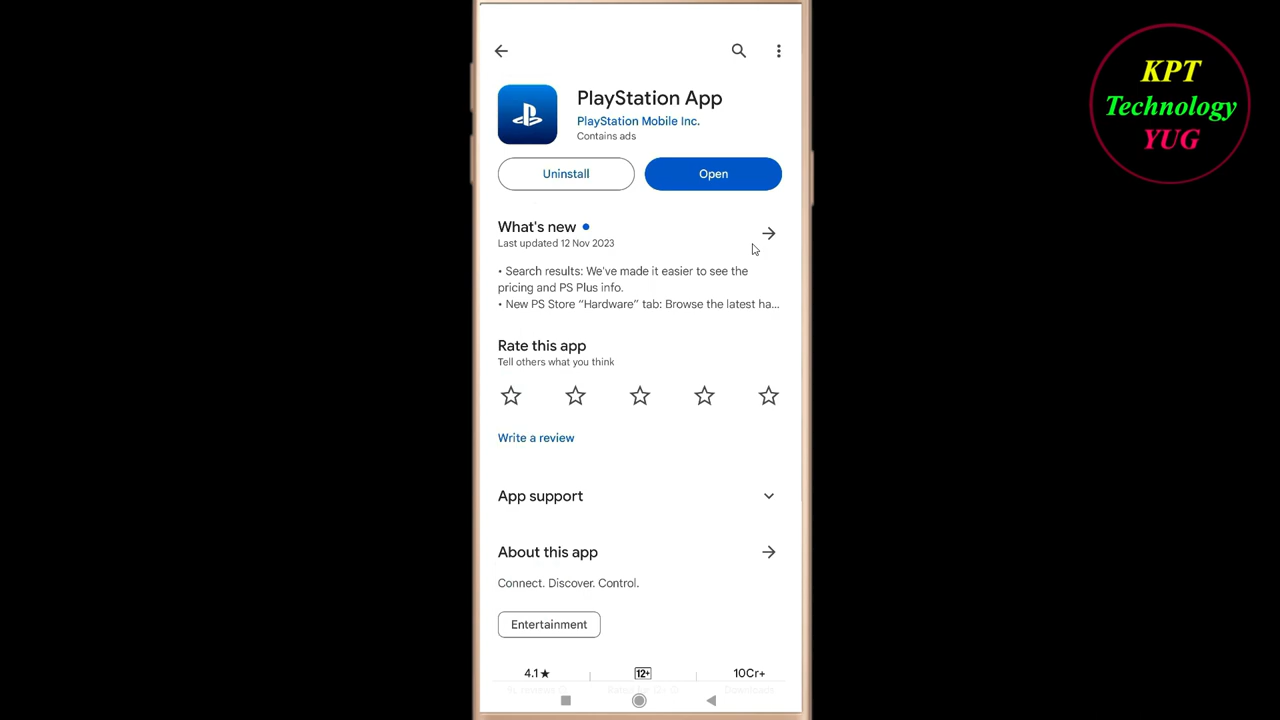 KPT
Technology
YUG
PlayStation App
PlayStation Mobile Inc.
Contains ads
Uninstall
Open
What's new
Last updated 12 Nov 2023
• Search results: We've made it easier to see the
pricing and PS Plus info.
• New PS Store “Hardware” tab: Browse the latest ha...
Rate this app
Tell others what you think
Write a review
App support
About this app
Connect. Discover. Control.
Entertainment
4.1★
12+
10Cr+
Downloads